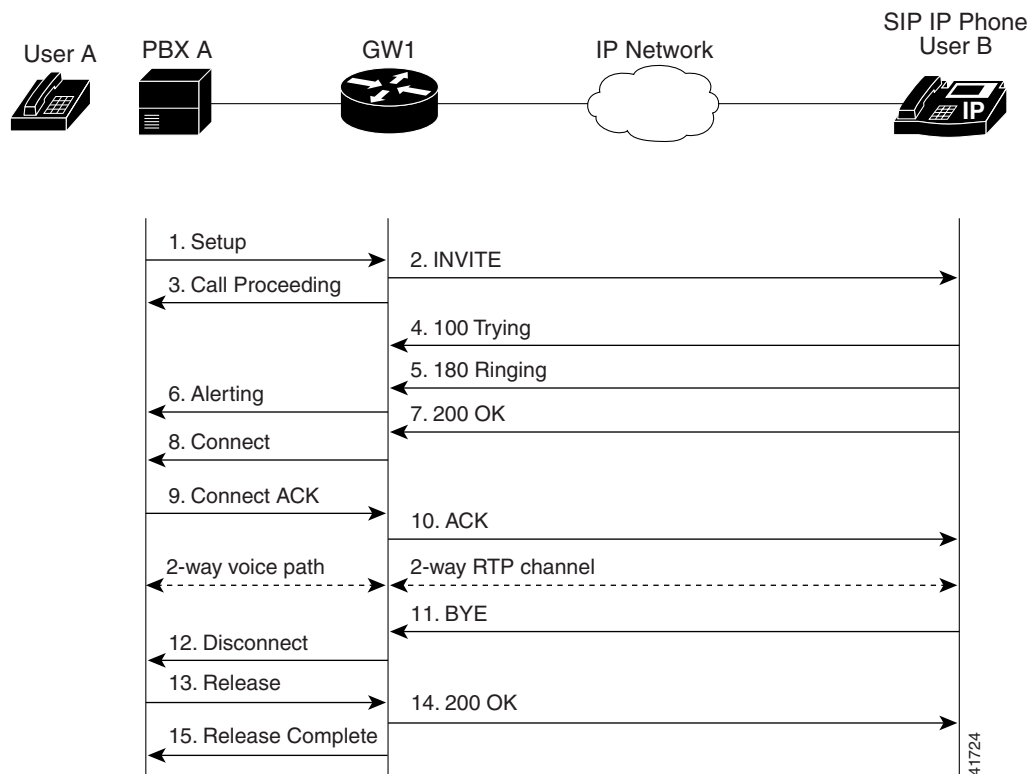 User A
PBX A
GW1
IP Network
SIP IP Phone
User B
IP
1. Setup
2. INVITE
3. Call Proceeding
4. 100 Trying
5. 180 Ringing
6. Alerting
7. 200 OK
8. Connect
9. Connect ACK
10. ACK
2-way voice path
2-way RTP channel
11. BYE
12. Disconnect
13. Release
14. 200 OK
15. Release Complete
41724